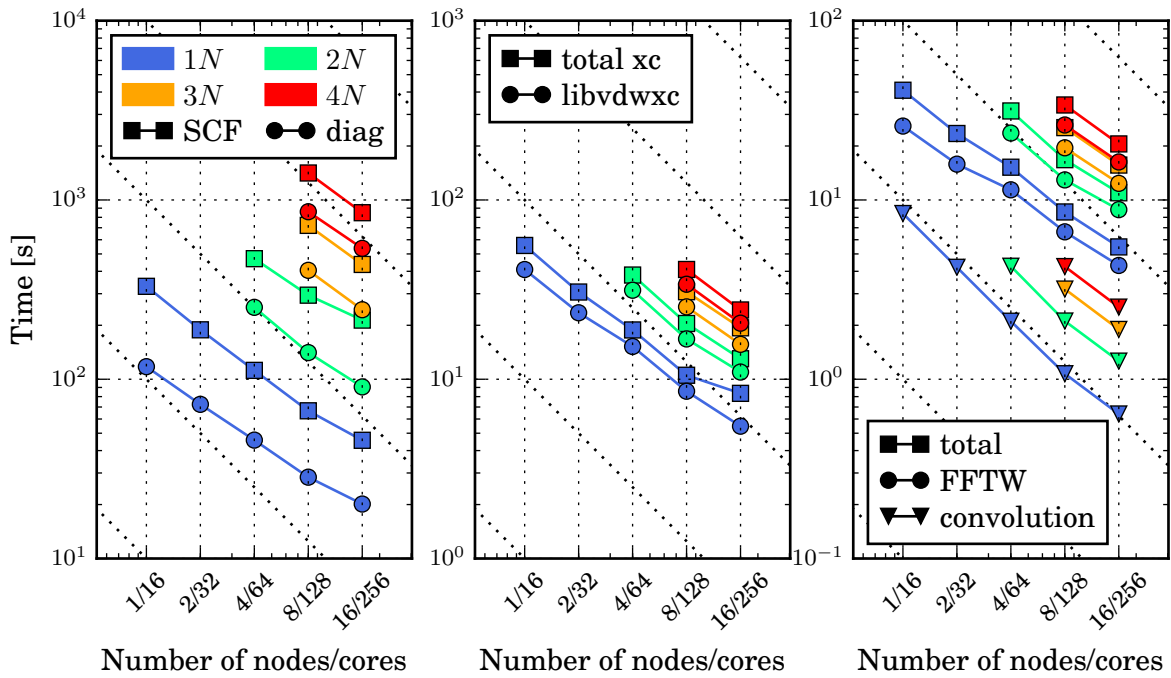 Time [s]
10^4
10^3
10^2
10^1
1N 2N
3N 4N
SCF diag
1/16
2/32
4/64
8/128
16/256
Number of nodes/cores
10^3
10^2
10^1
10^0
total xc
libvdwxc
1/16
2/32
4/64
8/128
16/256
Number of nodes/cores
10^2
10^1
10^0
10^−1
total
FFTW
convolution
1/16
2/32
4/64
8/128
16/256
Number of nodes/cores